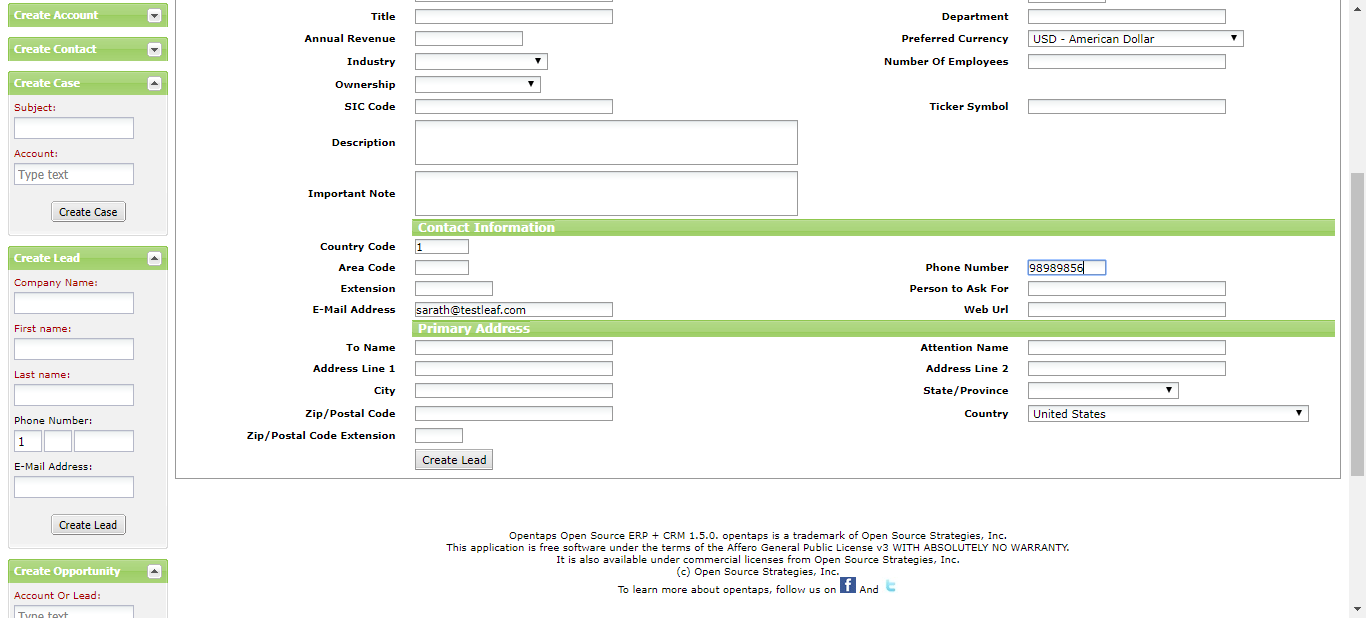 Create Account
Create Contact
Create Case
Subject:
Account:
Type text
Create Case
Create Lead
Company Name:
First name:
Last name:
Phone Number:
1
E-Mail Address:
Create Lead
Create Opportunity
Account Or Lead:
Type text
Title
Department
Annual Revenue
Preferred Currency
USD - American Dollar
Industry
Number Of Employees
Ownership
SIC Code
Ticker Symbol
Description
Important Note
Contact Information
Country Code
1
Area Code
Phone Number
98989856
Extension
Person to Ask For
E-Mail Address
sarath@testleaf.com
Web Url
Primary Address
To Name
Attention Name
Address Line 1
Address Line 2
City
State/Province
Zip/Postal Code
Country
United States
Zip/Postal Code Extension
Create Lead
Opentaps Open Source ERP + CRM 1.5.0. opentaps is a trademark of Open Source Strategies, Inc.
This application is free software under the terms of the Affero General Public License v3 WITH ABSOLUTELY NO WARRANTY.
It is also available under commercial licenses from Open Source Strategies, Inc.
(c) Open Source Strategies, Inc.
To learn more about opentaps, follow us on f And t